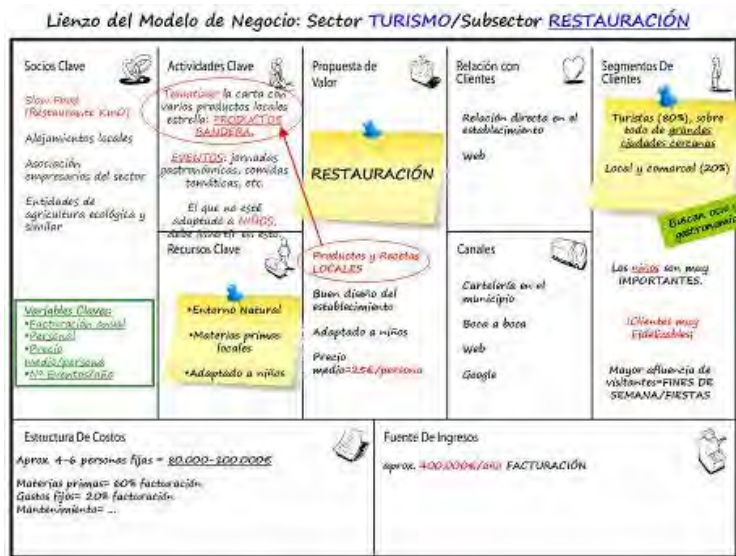 Lienzo del Modelo de Negocio: Sector TURISMO/Subsector RESTAURACIÓN
Socios Clave
Slow Food
(Restaurante KmO)
Alojamientos locales
Asociación
empresarios del sector
Entidades de
agricultura ecológica y
similar
Variables Claves:
•Facturación anual
•Personal
•Precio
medio/persona
•Nº Eventos/año
Actividades Clave
Tematizar la carta con
varios productos locales
estrella: PRODUCTOS
BANDERA.
EVENTOS: jornadas
gastronómicas, comidas
temáticas, etc.
El que no esté
adaptado a NIÑOS,
debe invertir en esto.
Recursos Clave
•Entorno Natural
•Materias primas
locales
•Adaptado a niños
Propuesta de
Valor
RESTAURACIÓN
Productos y Recetas
LOCALES
Buen diseño del
establecimiento
Adaptado a niños
Precio
medio=25€/persona
Relación con
Clientes
Relación directa en el
establecimiento
Web
Canales
Cartelería en el
municipio
Boca a boca
Web
Google
Segmentos De
Clientes
Turistas (80%), sobre
todo de grandes
ciudades cercanas
Local y comarcal (20%)
Buscan ocio y
gastronomía
Los niños son muy
IMPORTANTES.
¡Clientes muy
Fidelizables!
Mayor afluencia de
visitantes=FINES DE
SEMANA/FIESTAS
Estructura De Costos
Aprox. 4-6 personas fijas = 80.000-100.000€
Materias primas= 60% facturación
Gastos fijos= 20% facturación
Mantenimiento= ...
Fuente De Ingresos
aprox. 400.000€/año FACTURACIÓN